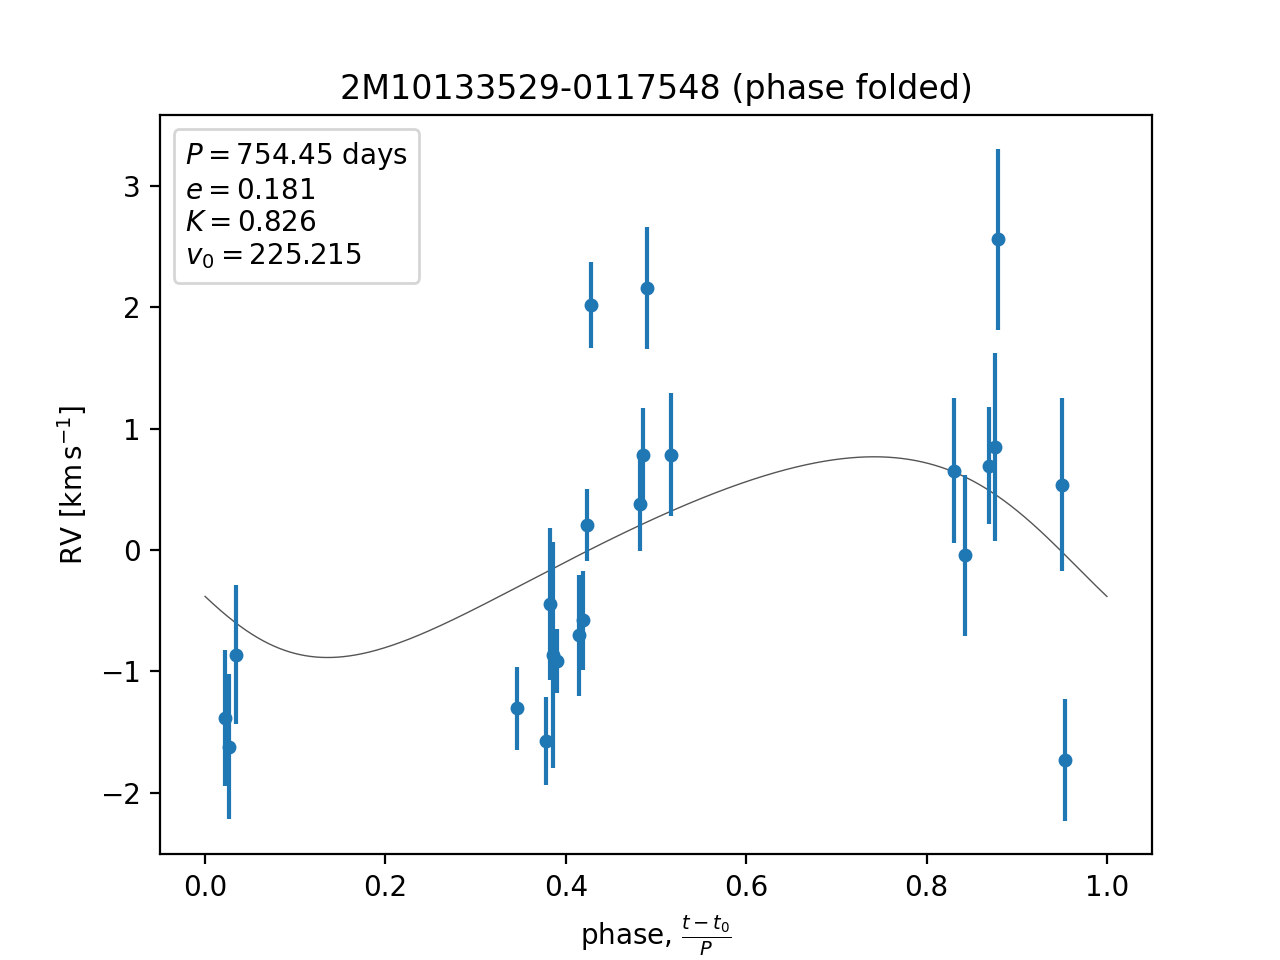 2M10133529-0117548 (phase folded)
P = 754.45 days
e = 0.181
K = 0.826
v₀ = 225.215
3
2
1
0
−1
−2
RV [km s⁻¹]
0.0 0.2 0.4 0.6 0.8 1.0
phase, (t − t₀)/P